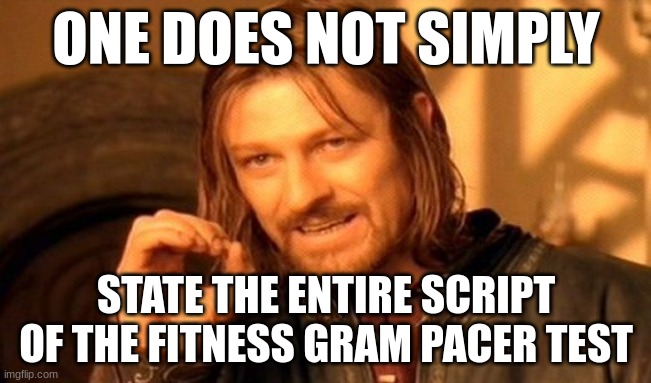 ONE DOES NOT SIMPLY
STATE THE ENTIRE SCRIPT
OF THE FITNESS GRAM PACER TEST
imgflip.com